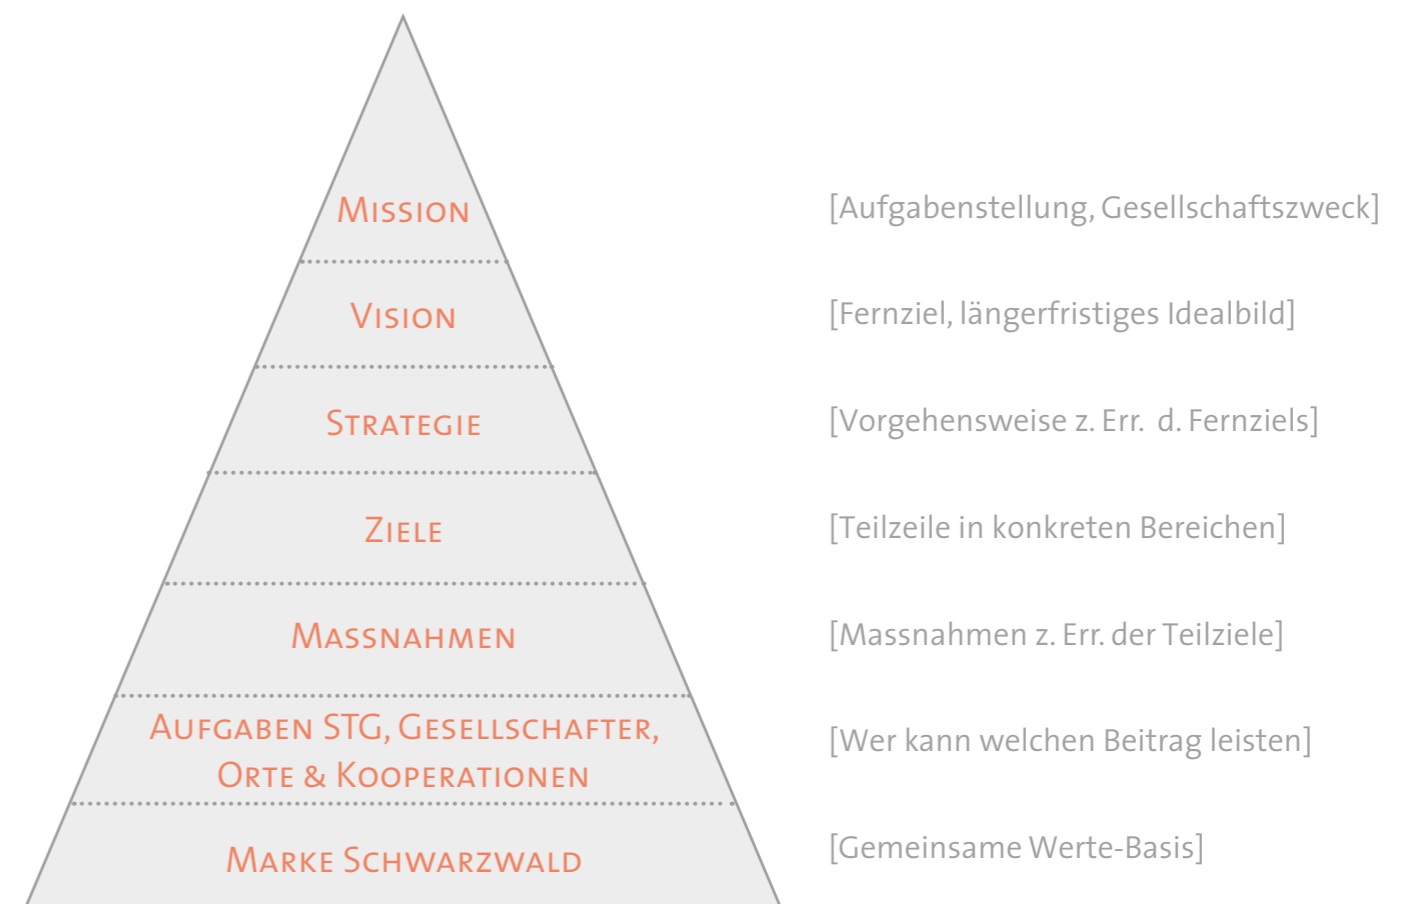 Mission
[Aufgabenstellung, Gesellschaftszweck]
Vision
[Fernziel, längerfristiges Idealbild]
Strategie
[Vorgehensweise z. Err. d. Fernziels]
Ziele
[Teilzeile in konkreten Bereichen]
Massnahmen
[Massnahmen z. Err. der Teilziele]
Aufgaben STG, Gesellschafter,
Orte & Kooperationen
[Wer kann welchen Beitrag leisten]
Marke Schwarzwald
[Gemeinsame Werte-Basis]